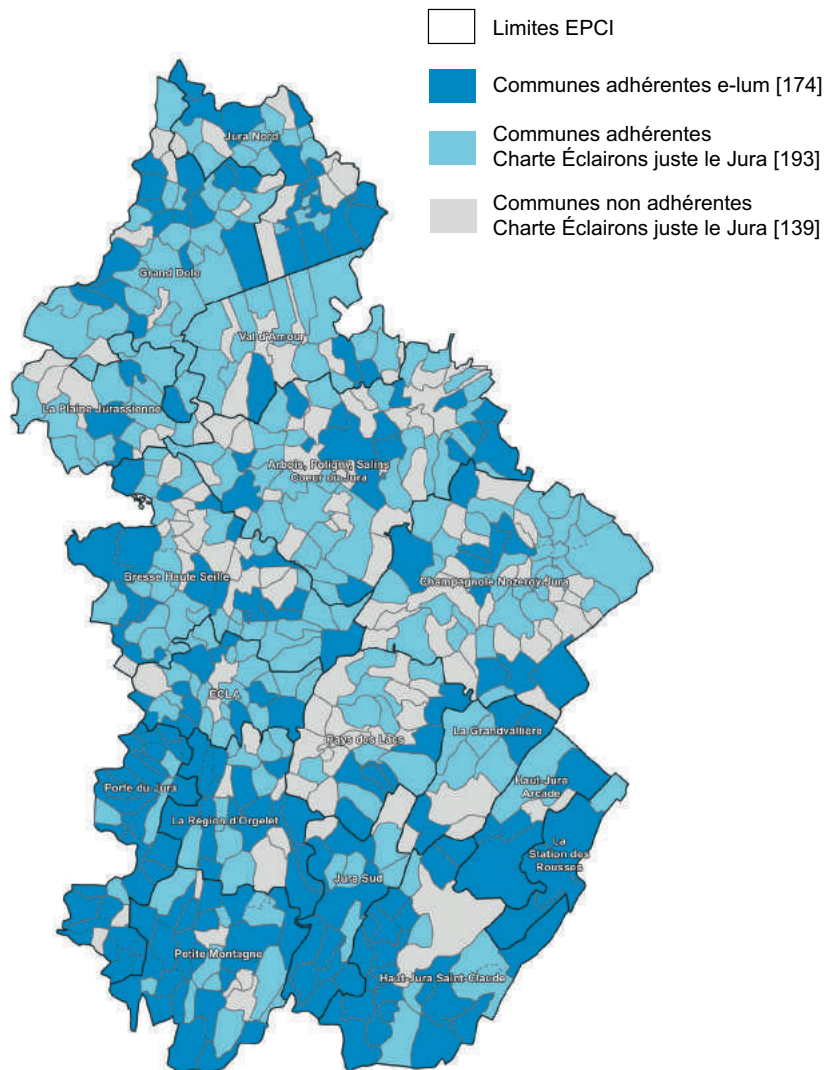 Limites EPCI
Communes adhérentes e-lum [174]
Communes adhérentes
Charte Éclairons juste le Jura [193]
Communes non adhérentes
Charte Éclairons juste le Jura [139]
Jura Nord
Grand Dole
Val d'Amour
La Plaine Jurassienne
Arbois, Poligny, Salins
Coeur du Jura
Bresse Haute Seille
Champagnole Nozeroy Jura
ECLA
Pays des Lacs
La Grandvallière
Porte du Jura
Haut-Jura
Arcade
La Région d'Orgelet
La
Station des
Rousses
Jura Sud
Petite Montagne
Haut-Jura Saint-Claude